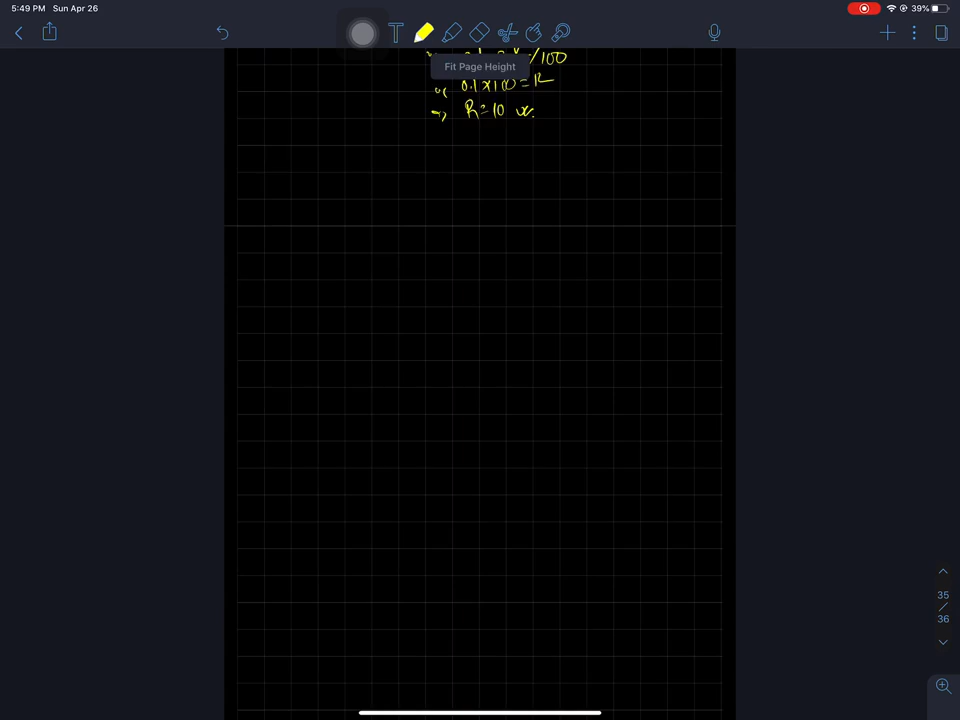 5:49 PM Sun Apr 26
39%
T
/100
Fit Page Height
0.1 x 100 = R
=> R = 10
35
/
36